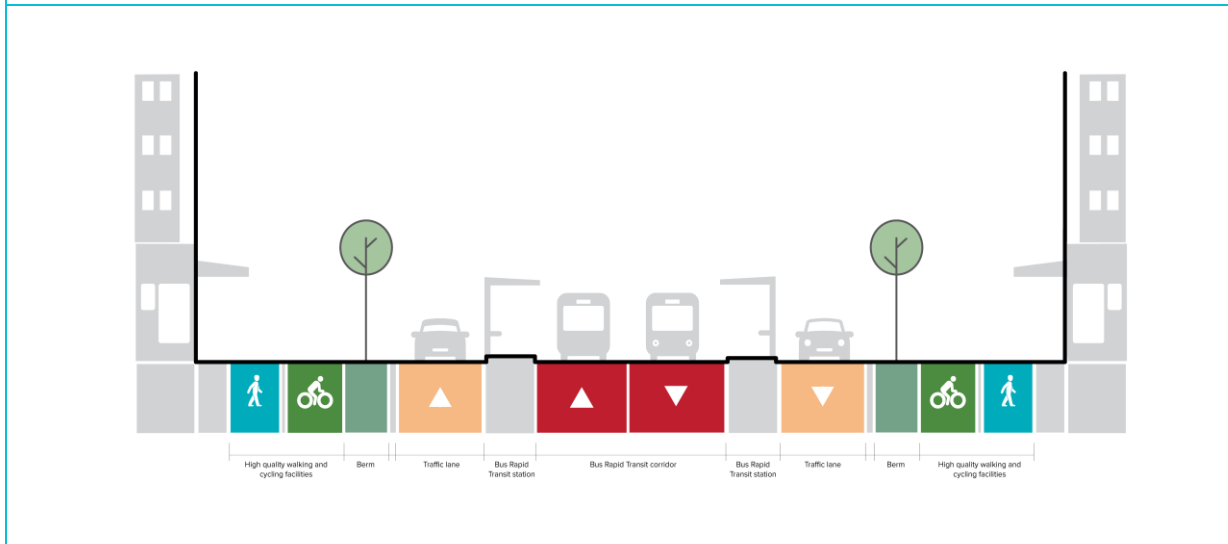 High quality walking and
cycling facilities
Berm
Traffic lane
Bus Rapid
Transit station
Bus Rapid Transit corridor
Bus Rapid
Transit station
Traffic lane
Berm
High quality walking and
cycling facilities